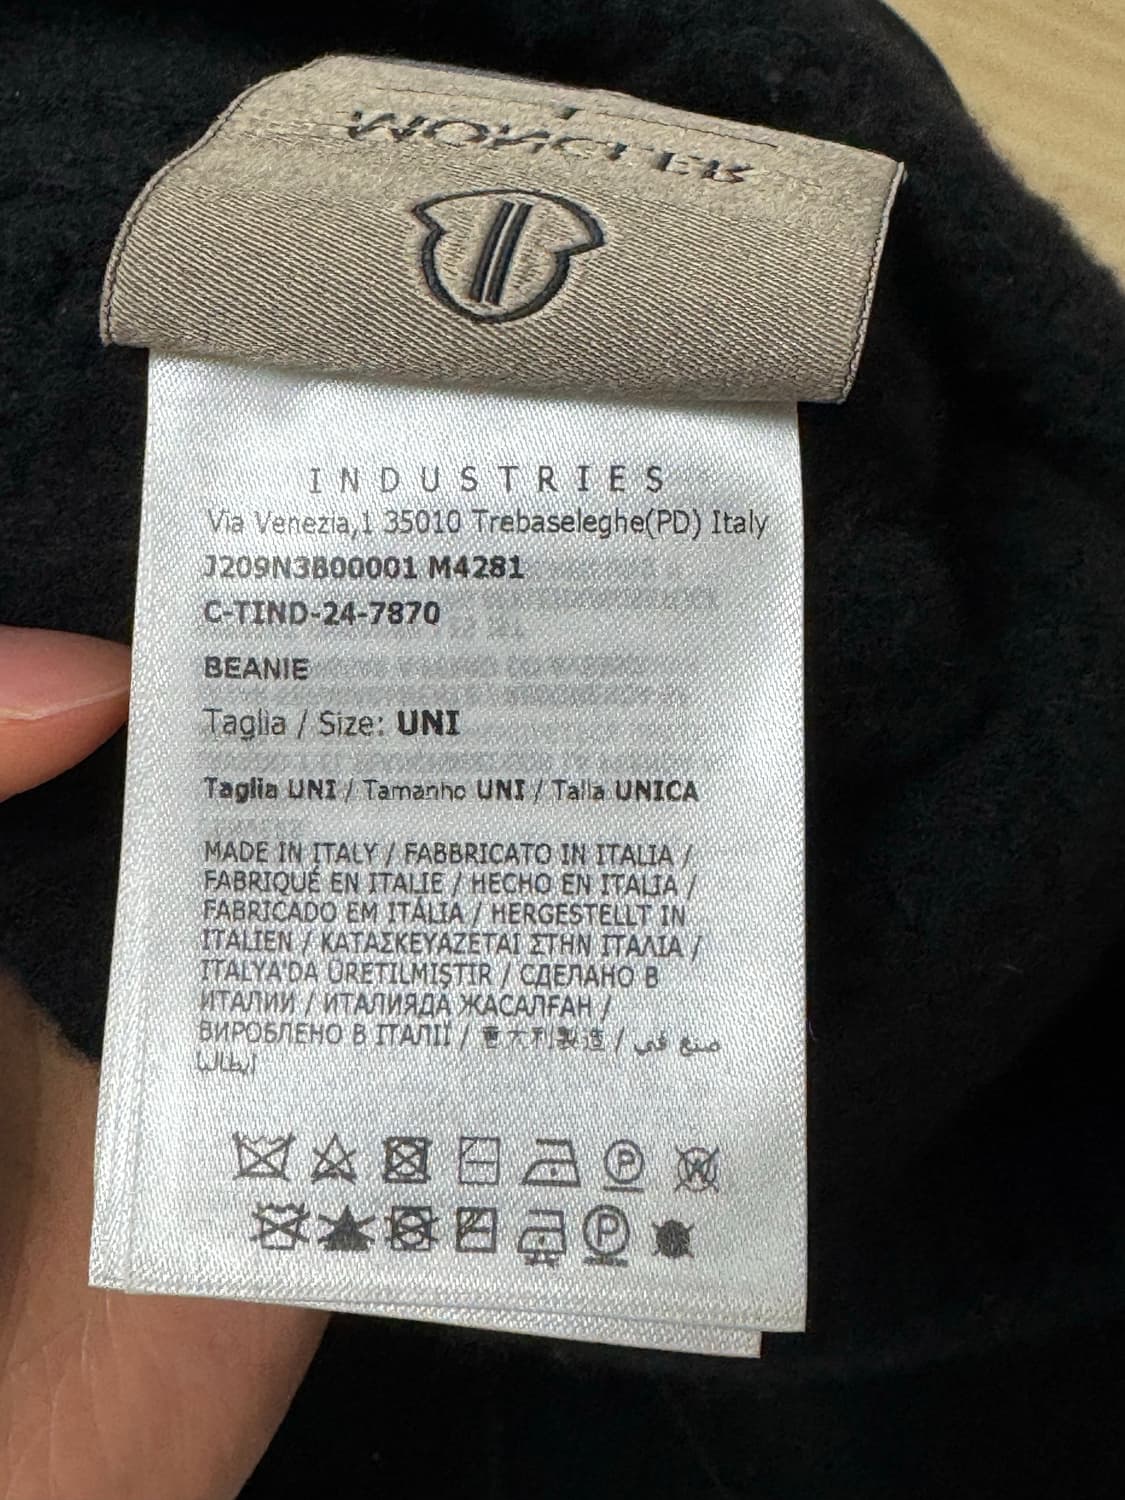 MONCLER
INDUSTRIES
Via Venezia,1 35010 Trebaseleghe(PD) Italy
J209N3B00001 M4281
C-TIND-24-7870
BEANIE
Taglia / Size: UNI
Taglia UNI / Tamanho UNI / Talla UNICA
MADE IN ITALY / FABBRICATO IN ITALIA /
FABRIQUÉ EN ITALIE / HECHO EN ITALIA /
FABRICADO EM ITÁLIA / HERGESTELLT IN
ITALIEN / ΚΑΤΑΣΚΕΥΑΖΕΤΑΙ ΣΤΗΝ ΙΤΑΛΙΑ /
ITALYA'DA ÜRETILMIŞTIR / СДЕЛАНО В
ИТАЛИИ / ИТАЛИЯДА ЖАСАЛҒАН /
ВИРОБЛЕНО В ІТАЛІЇ / 意大利製造 / صنع في
إيطاليا
P W
P